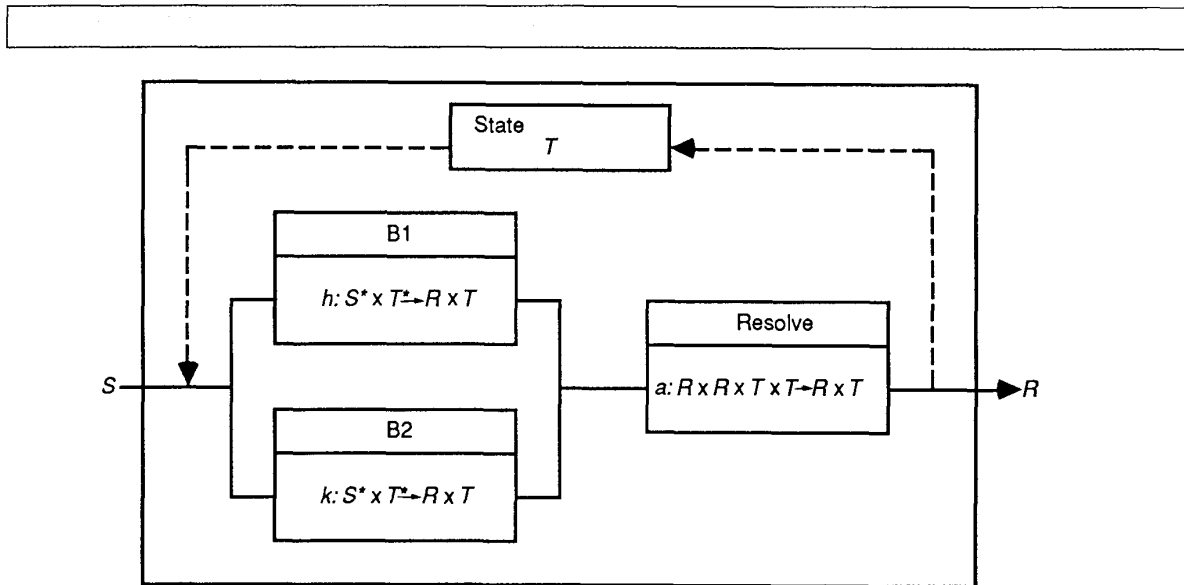 State
T
B1
h: S* x T*→R x T
Resolve
S
a: R x R x T x T→R x T
R
B2
k: S* x T*→R x T